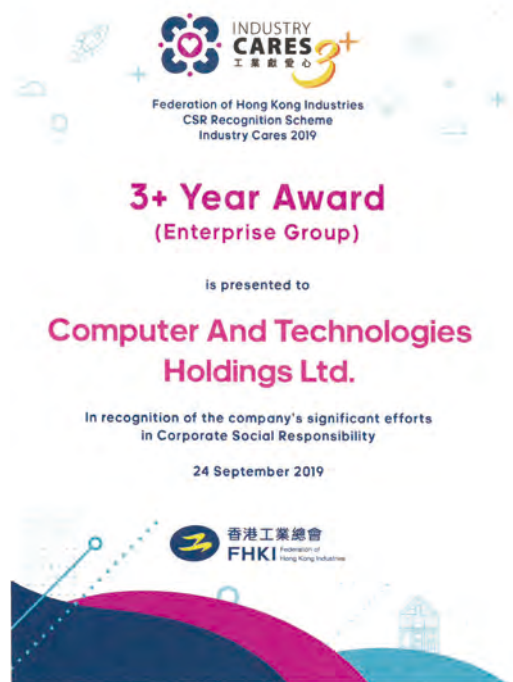 INDUSTRY
CARES 3+
工業獻愛心
Federation of Hong Kong Industries
CSR Recognition Scheme
Industry Cares 2019
3+ Year Award
(Enterprise Group)
is presented to
Computer And Technologies
Holdings Ltd.
In recognition of the company's significant efforts
in Corporate Social Responsibility
24 September 2019
香港工業總會
FHKI Federation of
Hong Kong Industries